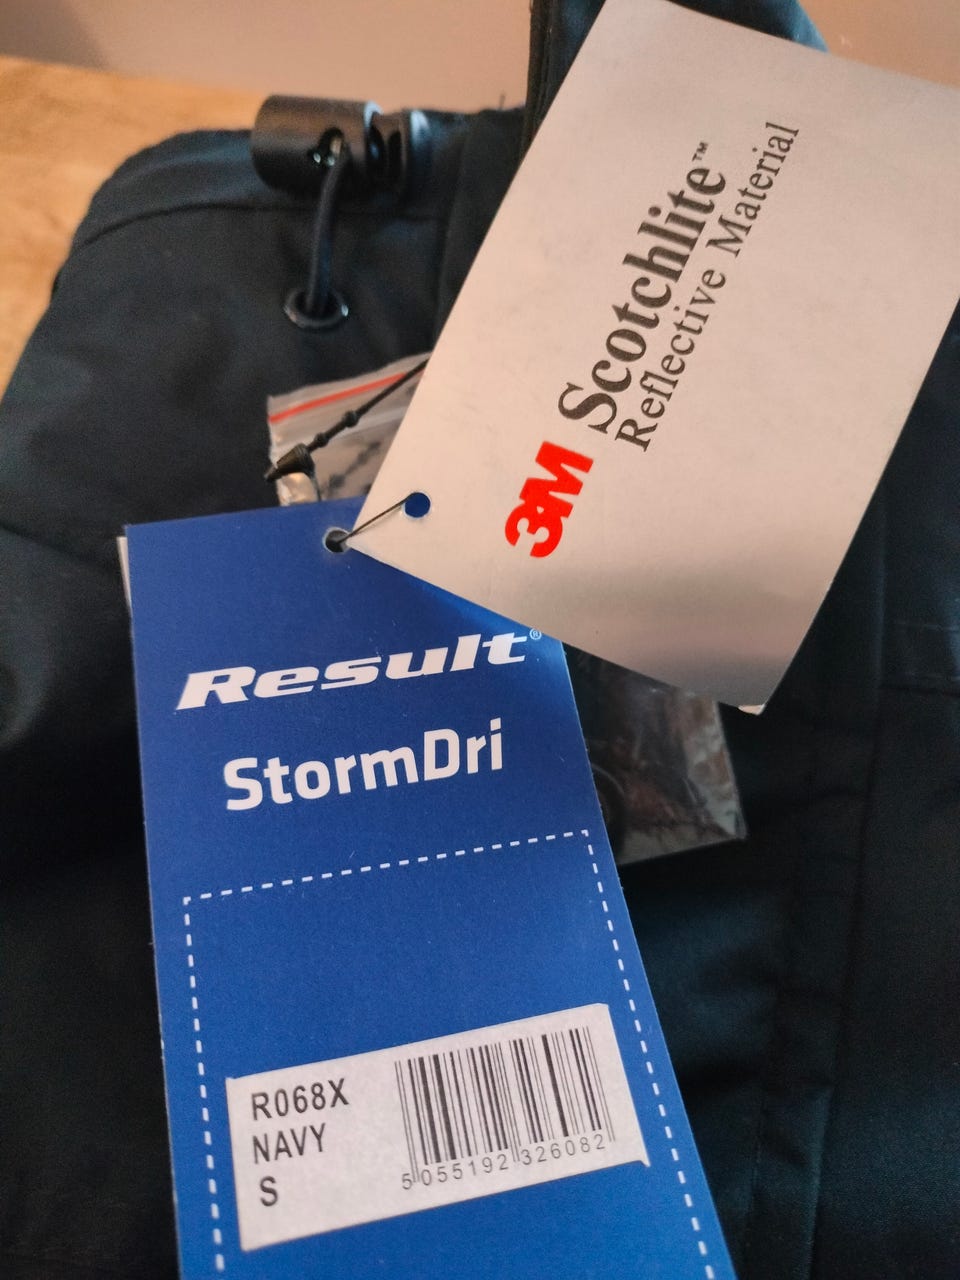 3M Scotchlite™
Reflective Material
Result®
StormDri
R068X
NAVY
S
5 055192 326082